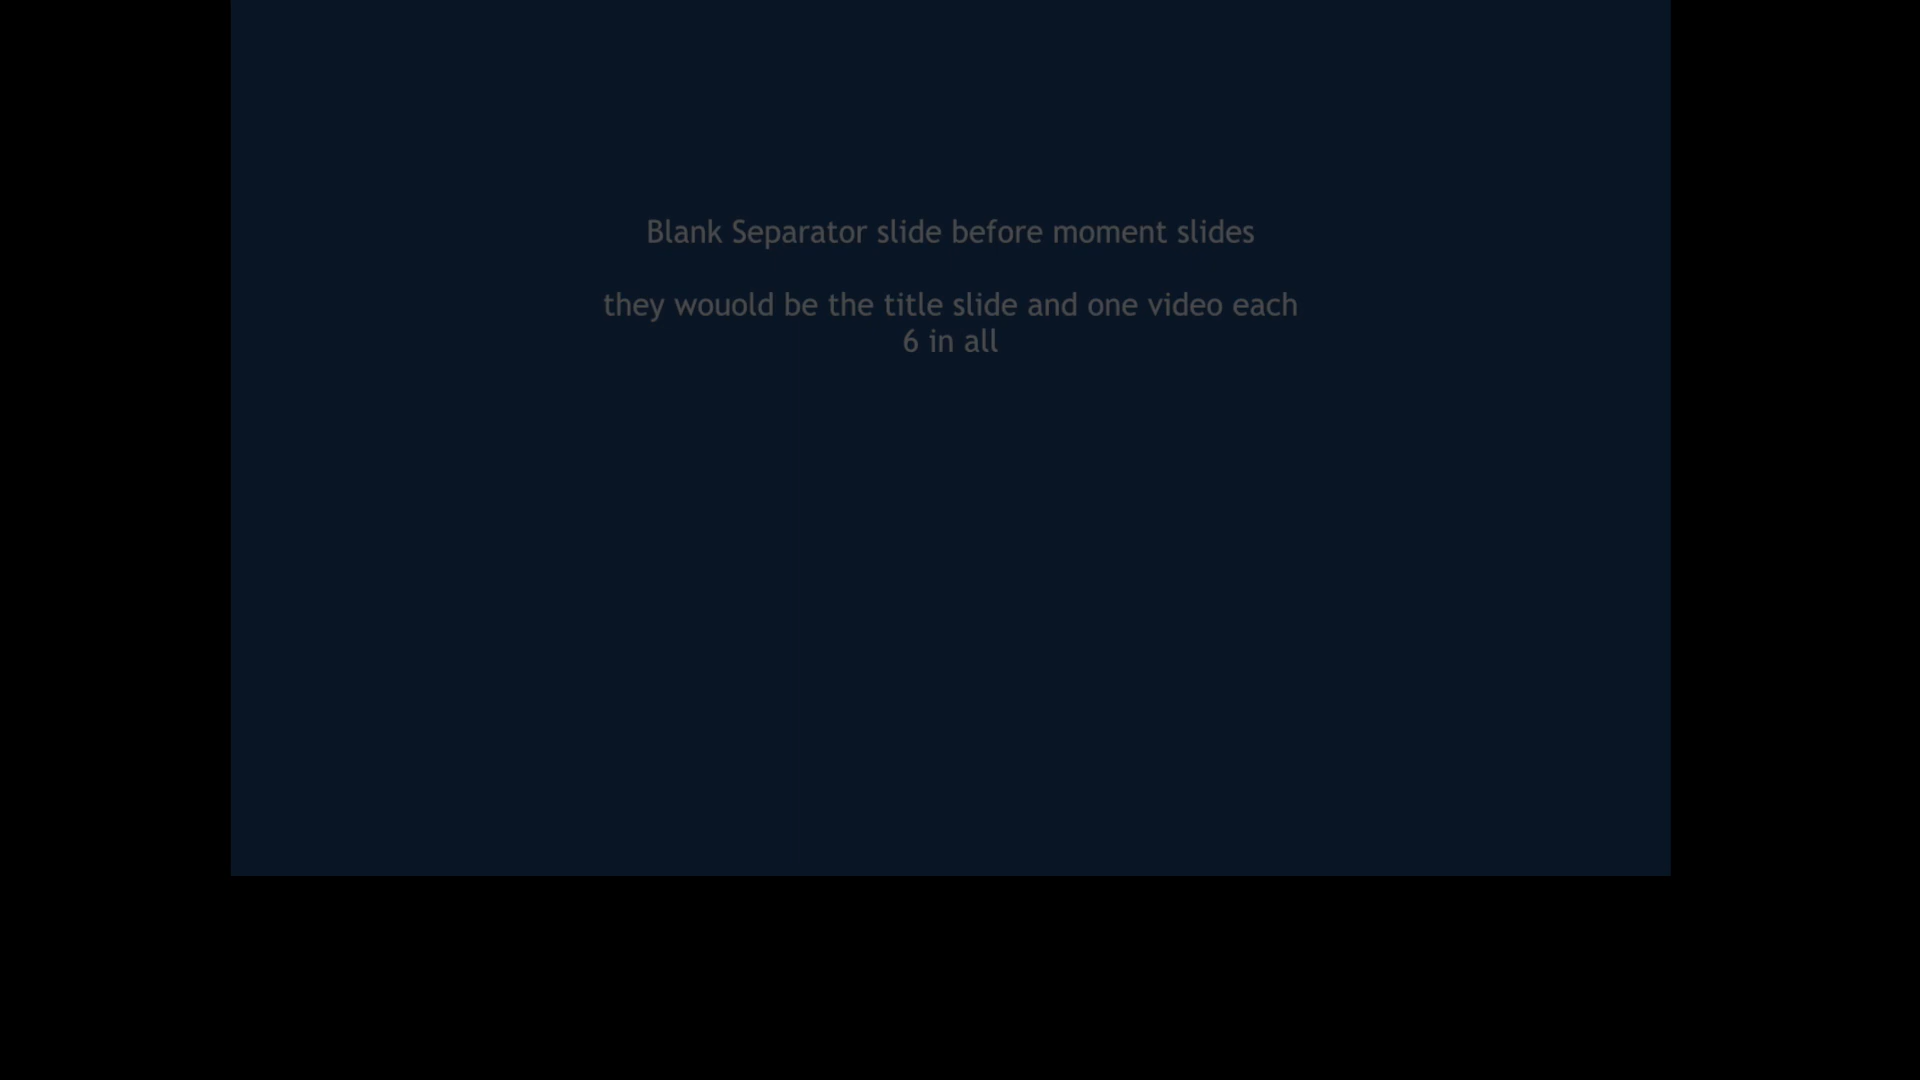 Blank Separator slide before moment slides
they wouold be the title slide and one video each
6 in all